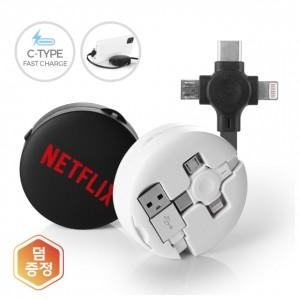 C-TYPE
FAST CHARGE
NETFLIX
덤
증정